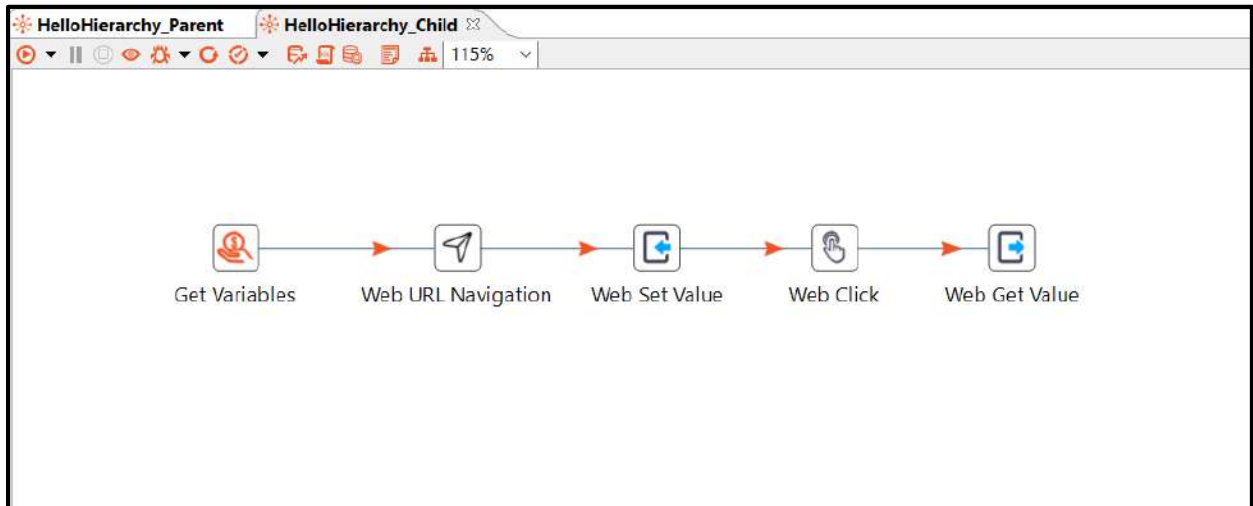 HelloHierarchy_Parent HelloHierarchy_Child
115%
Get Variables Web URL Navigation Web Set Value Web Click Web Get Value